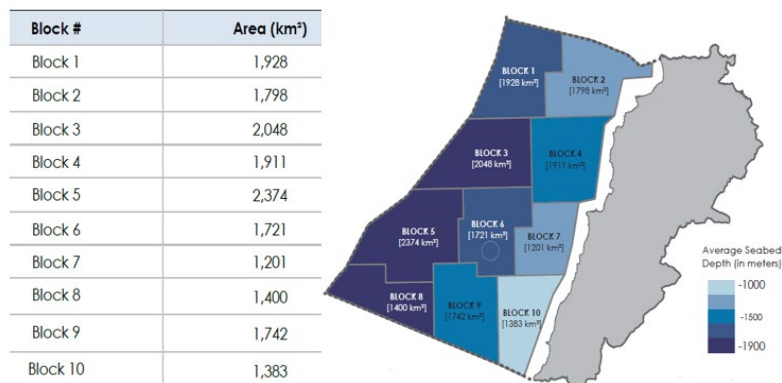 Block # Area (km²)
Block 1 1,928
Block 2 1,798
Block 3 2,048
Block 4 1,911
Block 5 2,374
Block 6 1,721
Block 7 1,201
Block 8 1,400
Block 9 1,742
Block 10 1,383
BLOCK 1
[1928 km²]
BLOCK 2
[1798 km²]
BLOCK 3
[2048 km²]
BLOCK 4
[1911 km²]
BLOCK 5
[2374 km²]
BLOCK 6
[1721 km²]
BLOCK 7
[1201 km²]
BLOCK 8
[1400 km²]
BLOCK 9
[1742 km²]
BLOCK 10
[1383 km²]
Average Seabed
Depth (in meters)
-1000
-1500
-1900